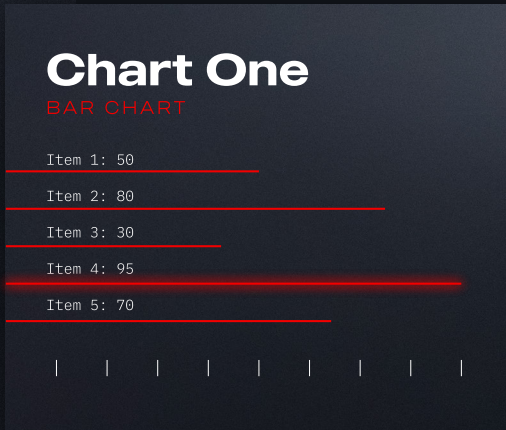 Chart One
BAR CHART
Item 1: 50
Item 2: 80
Item 3: 30
Item 4: 95
Item 5: 70